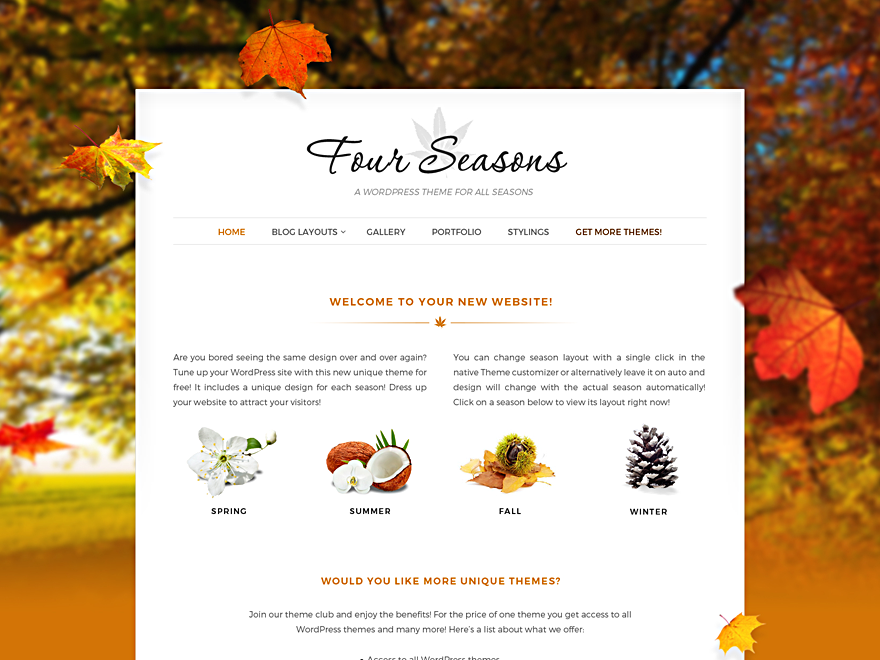 Four Seasons
A WORDPRESS THEME FOR ALL SEASONS
HOME BLOG LAYOUTS GALLERY PORTFOLIO STYLINGS GET MORE THEMES!
WELCOME TO YOUR NEW WEBSITE!
Are you bored seeing the same design over and over again?
Tune up your WordPress site with this new unique theme for
free! It includes a unique design for each season! Dress up
your website to attract your visitors!
You can change season layout with a single click in the
native Theme customizer or alternatively leave it on auto and
design will change with the actual season automatically!
Click on a season below to view its layout right now!
SPRING SUMMER FALL WINTER
WOULD YOU LIKE MORE UNIQUE THEMES?
Join our theme club and enjoy the benefits! For the price of one theme you get access to all
WordPress themes and many more! Here's a list about what we offer:
• Access to all WordPress themes